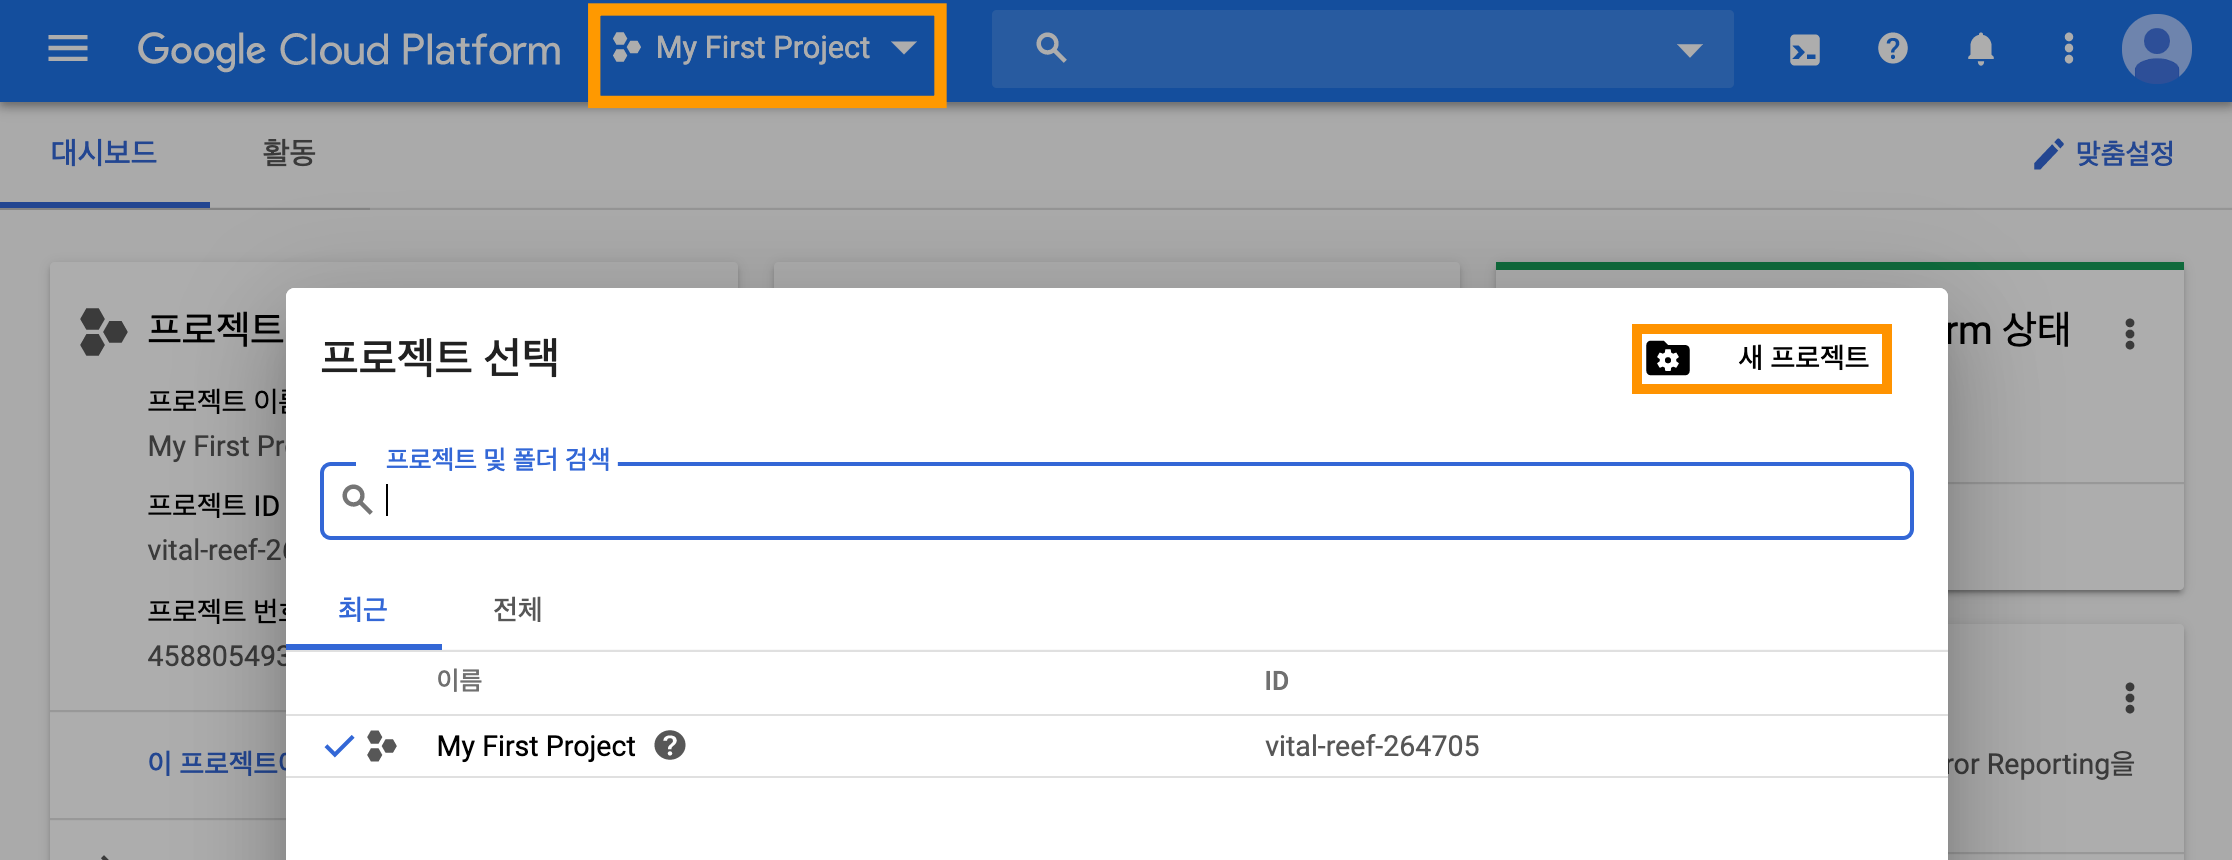 Google Cloud Platform
My First Project
대시보드
활동
맞춤설정
프로젝트
rm 상태
프로젝트 선택
새 프로젝트
프로젝트 이름
My First Pr
프로젝트 및 폴더 검색
프로젝트 ID
vital-reef-26
최근
전체
프로젝트 번호
45880549
이름
ID
My First Project
vital-reef-264705
이 프로젝트에
ror Reporting을